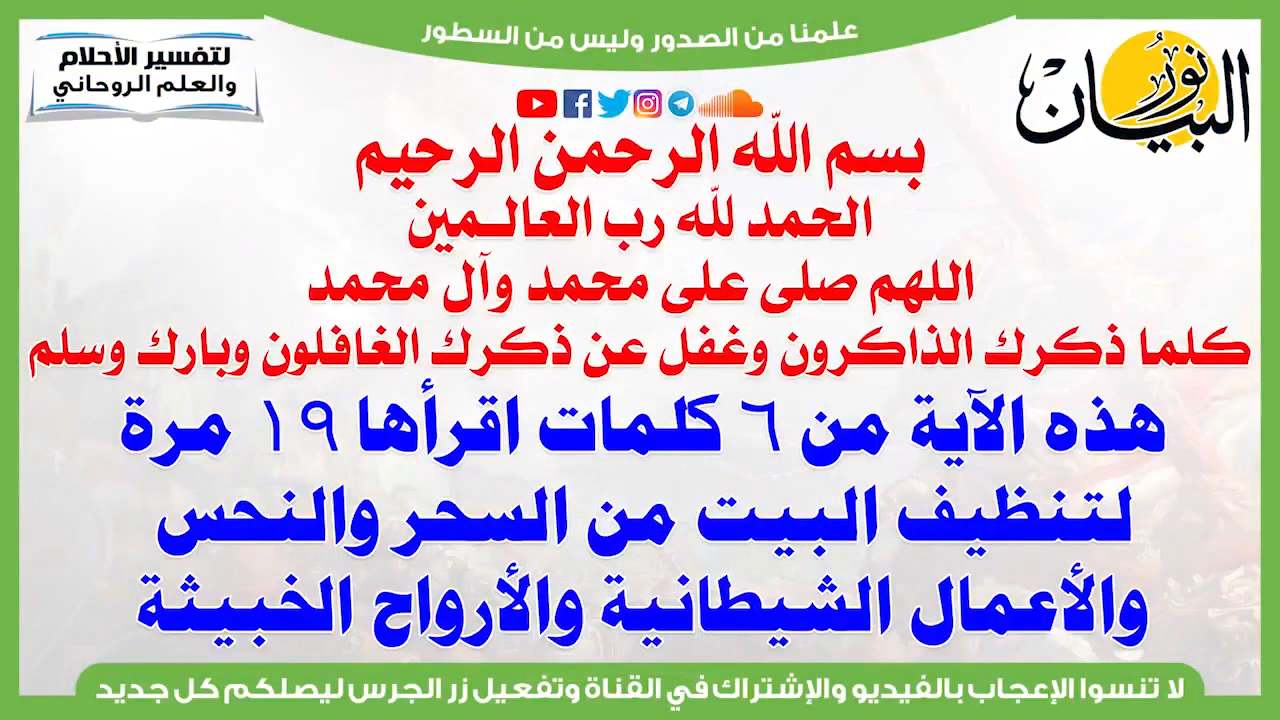 علمنا من الصدور وليس من السطور
نور البيان
لتفسير الأحلام
والعلم الروحاني
بسم الله الرحمن الرحيم
الحمد لله رب العالـمين
اللهم صلى على محمد وآل محمد
كلما ذكرك الذاكرون وغفل عن ذكرك الغافلون وبارك وسلم
هذه الآية من ٦ كلمات اقرأها ١٩ مرة
لتنظيف البيت من السحر والنحس
والأعمال الشيطانية والأرواح الخبيثة
لا تنسوا الإعجاب بالفيديو والإشتراك في القناة وتفعيل زر الجرس ليصلكم كل جديد